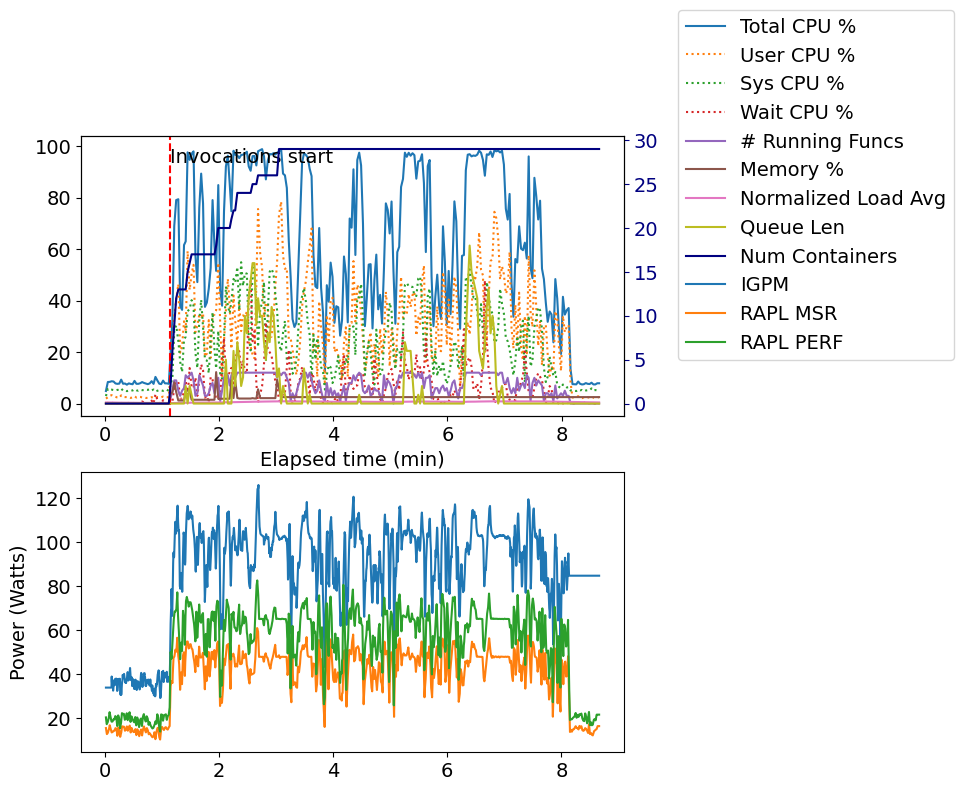 Total CPU %
User CPU %
Sys CPU %
Wait CPU %
# Running Funcs
Memory %
Normalized Load Avg
Queue Len
Num Containers
IGPM
RAPL MSR
RAPL PERF
Invocations start
100
80
60
40
20
0
30
25
20
15
10
5
0
0 2 4 6 8
Elapsed time (min)
Power (Watts)
120
100
80
60
40
20
0 2 4 6 8